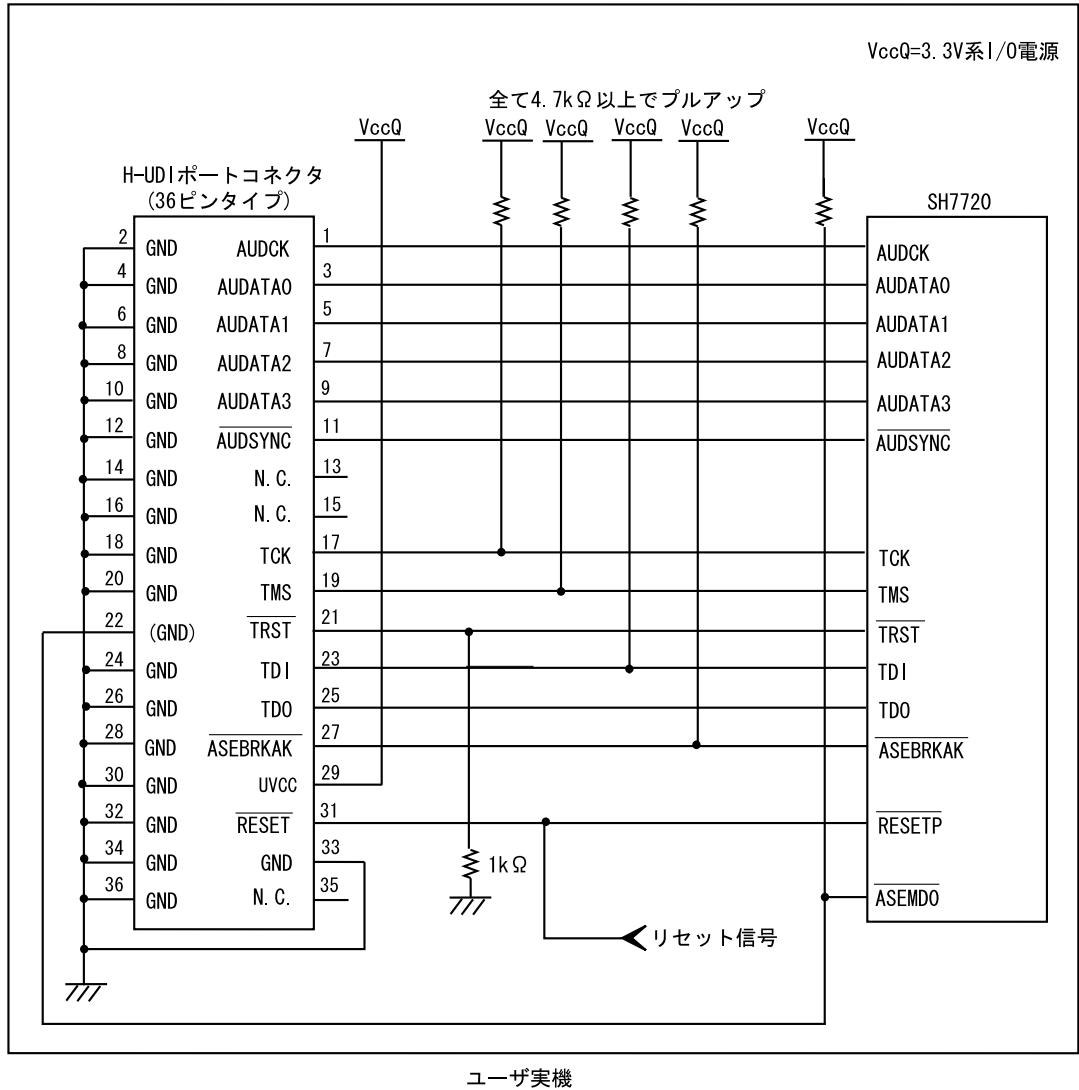 VccQ=3.3V系I/O電源
全て4.7kΩ以上でプルアップ
VccQ VccQ VccQ VccQ VccQ VccQ
H-UDIポートコネクタ
(36ピンタイプ)
SH7720
2 GND AUDCK 1 AUDCK
4 GND AUDATA0 3 AUDATA0
6 GND AUDATA1 5 AUDATA1
8 GND AUDATA2 7 AUDATA2
10 GND AUDATA3 9 AUDATA3
12 GND AUDSYNC 11 AUDSYNC
14 GND N.C. 13
16 GND N.C. 15
18 GND TCK 17 TCK
20 GND TMS 19 TMS
22 (GND) TRST 21 TRST
24 GND TDI 23 TDI
26 GND TDO 25 TDO
28 GND ASEBRKAK 27 ASEBRKAK
30 GND UVCC 29
32 GND RESET 31 RESETP
34 GND GND 33
1kΩ
36 GND N.C. 35 ASEMD0
リセット信号
ユーザ実機